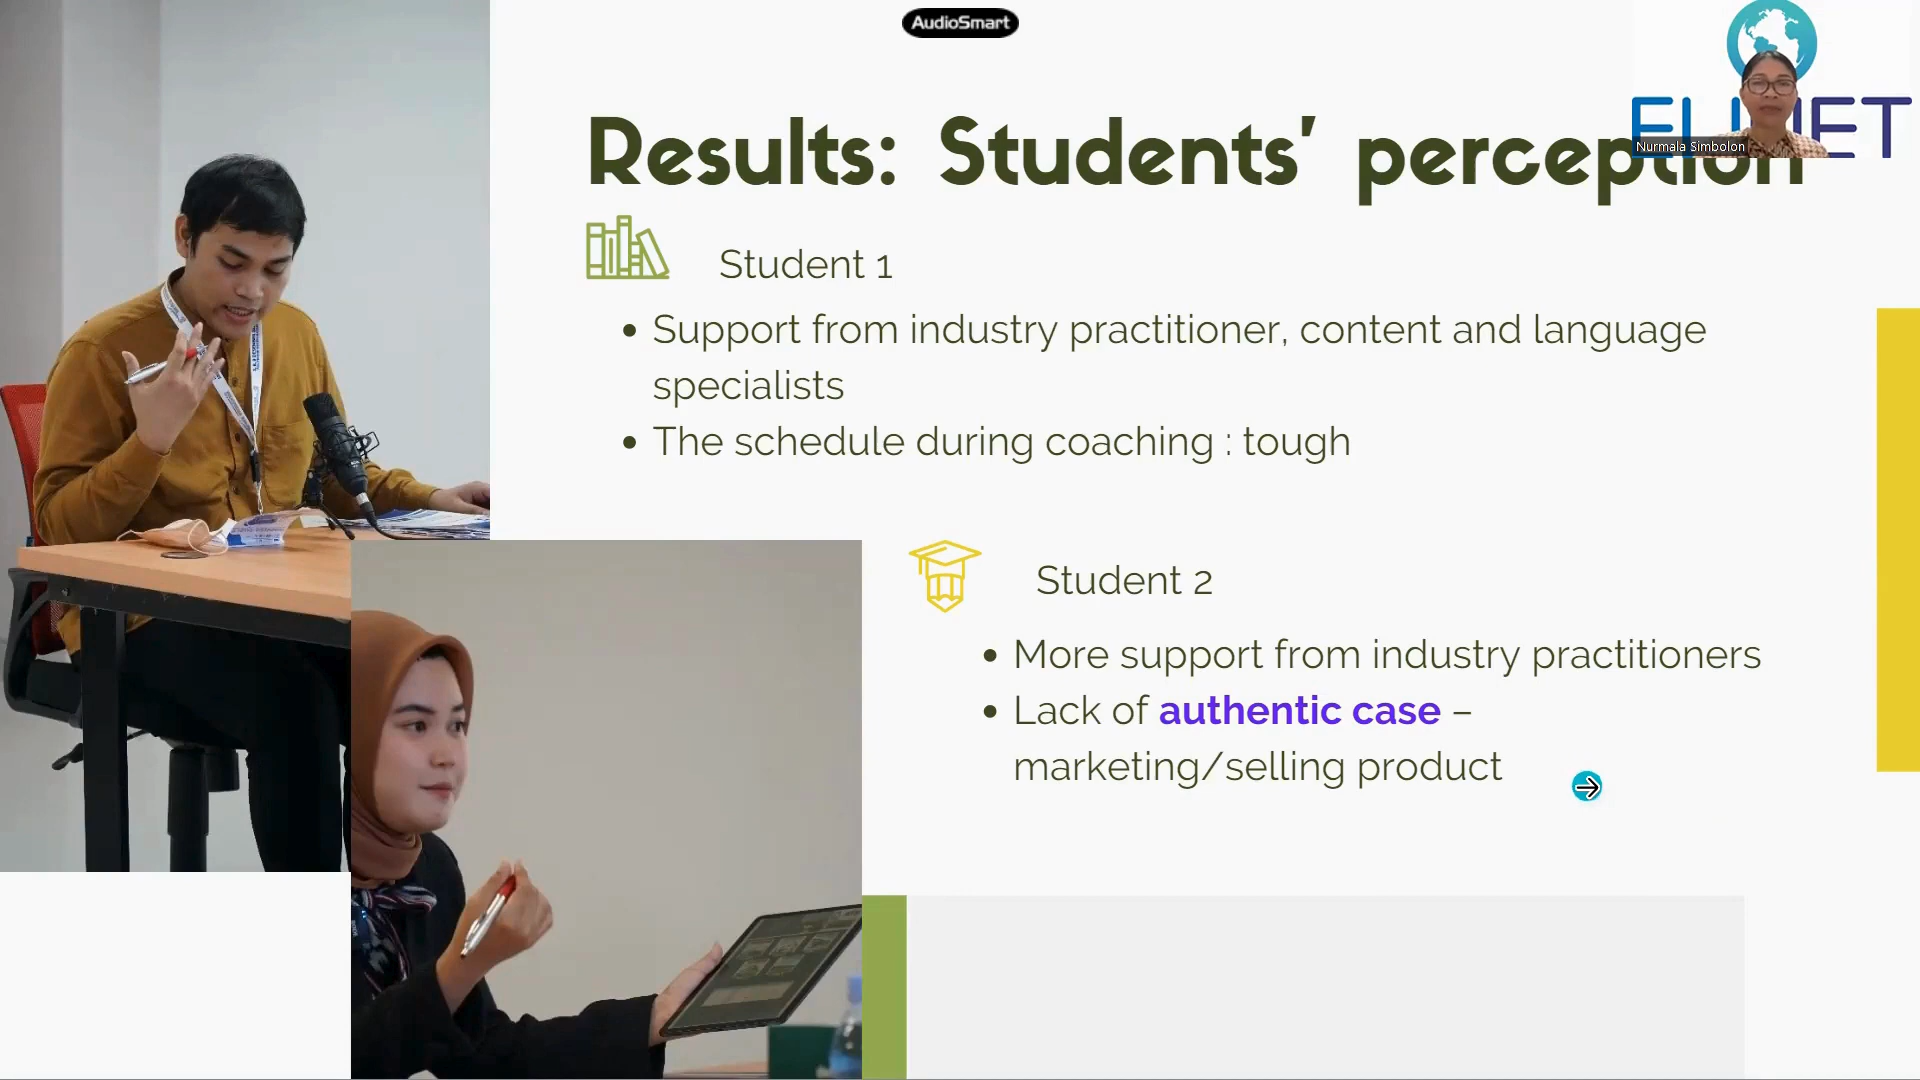 AudioSmart
Nurmala Simbolon
Results: Students’ perception
Student 1
• Support from industry practitioner, content and language
specialists
• The schedule during coaching : tough
Student 2
• More support from industry practitioners
• Lack of authentic case –
marketing/selling product